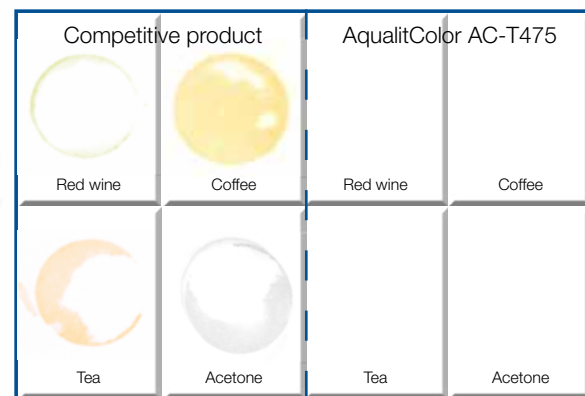 Competitive product AqualitColor AC-T475
Red wine Coffee Red wine Coffee
Tea Acetone Tea Acetone